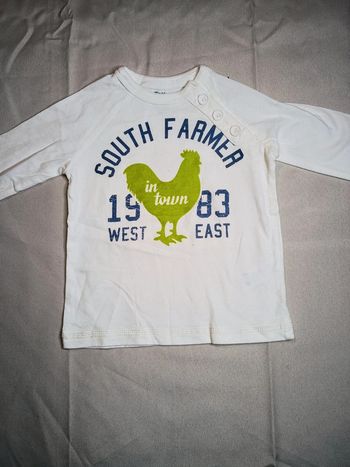 SOUTH FARMER
in
town
19 83
WEST EAST